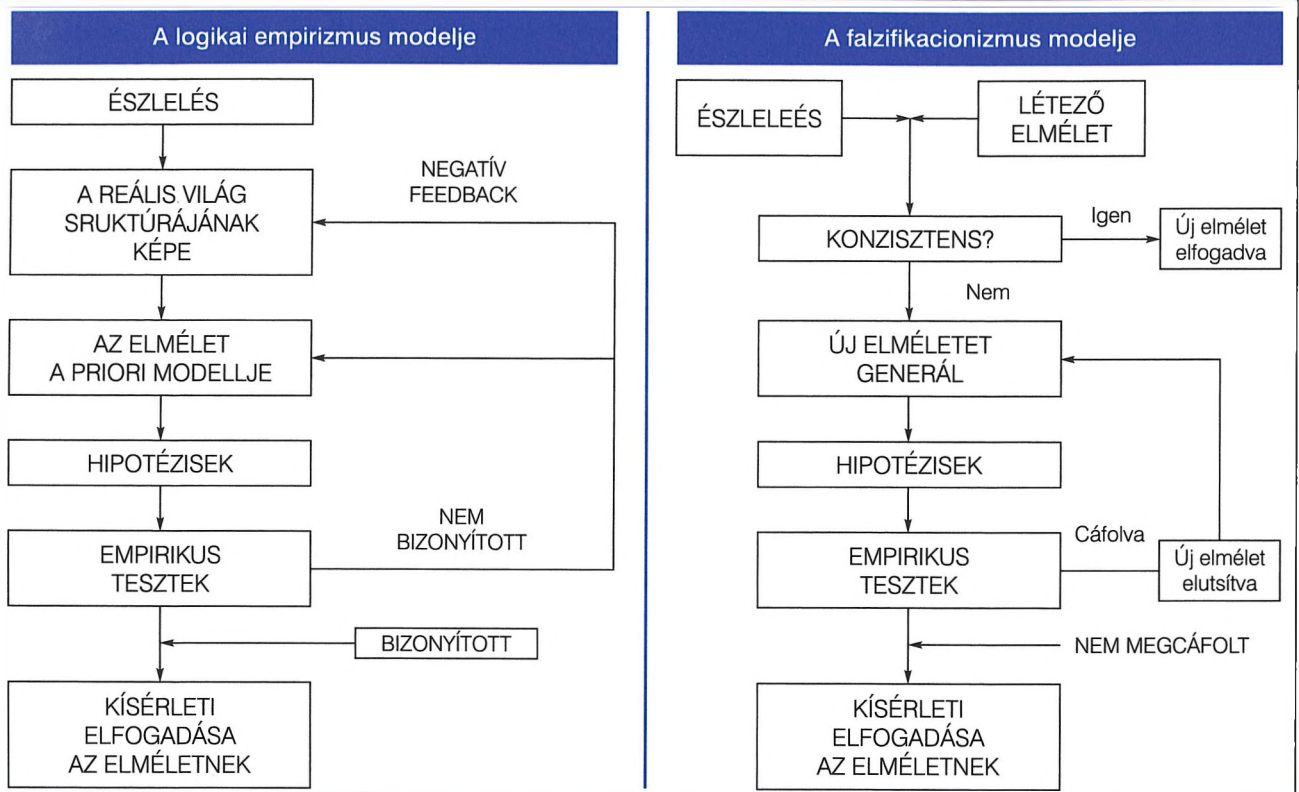 A logikai empirizmus modelje
ÉSZLELÉS
A REÁLIS VILÁG
SRUKTÚRÁJÁNAK
KÉPE
NEGATÍV
FEEDBACK
AZ ELMÉLET
A PRIORI MODELLJE
HIPOTÉZISEK
EMPIRIKUS
TESZTEK
NEM
BIZONYÍTOTT
BIZONYÍTOTT
KÍSÉRLETI
ELFOGADÁSA
AZ ELMÉLETNEK
A falzifikacionizmus modelje
ÉSZLELEÉS
LÉTEZŐ
ELMÉLET
KONZISZTENS?
Igen
Új elmélet
elfogadva
Nem
ÚJ ELMÉLETET
GENERÁL
HIPOTÉZISEK
EMPIRIKUS
TESZTEK
Cáfolva
Új elmélet
elutsítva
NEM MEGCÁFOLT
KÍSÉRLETI
ELFOGADÁSA
AZ ELMÉLETNEK